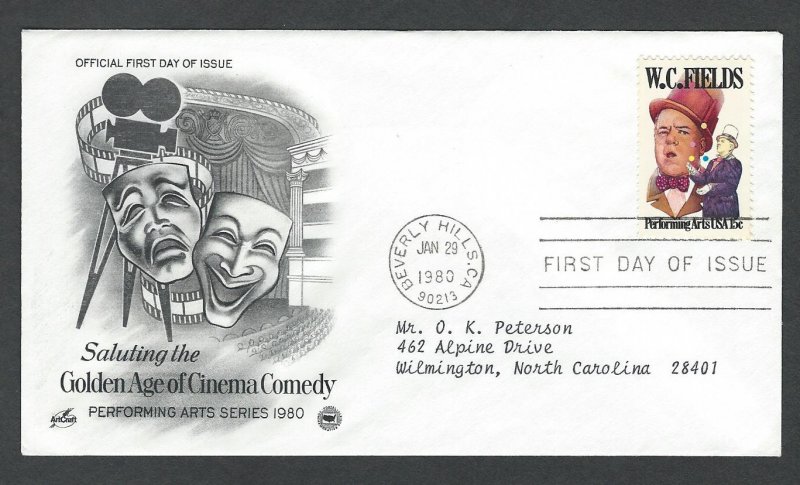 OFFICIAL FIRST DAY OF ISSUE
W.C.FIELDS
Performing Arts USA 15c
BEVERLY HILLS, CA
JAN 29
1980
90213
FIRST DAY OF ISSUE
Mr. O. K. Peterson
462 Alpine Drive
Wilmington, North Carolina 28401
Saluting the
Golden Age of Cinema Comedy
PERFORMING ARTS SERIES 1980
ArtCraft